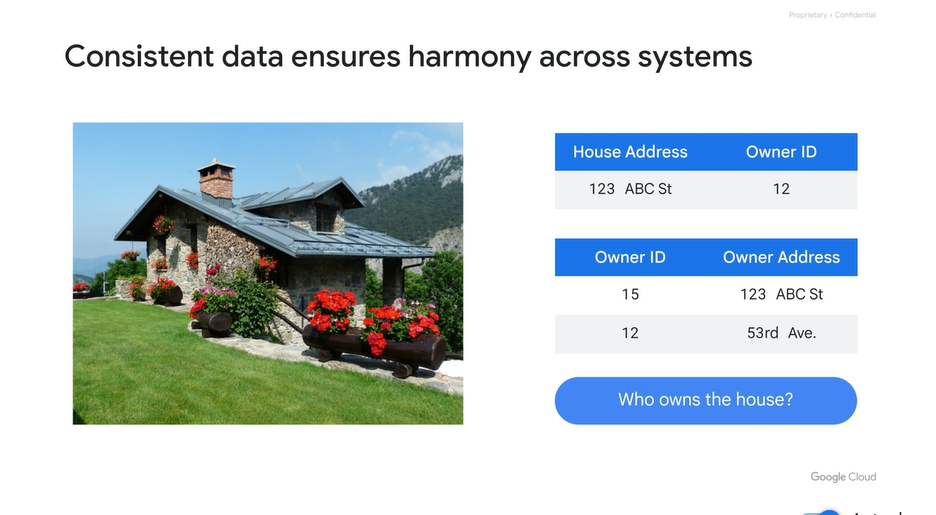 Proprietary + Confidential
Consistent data ensures harmony across systems
House Address Owner ID
123 ABC St 12
Owner ID Owner Address
15 123 ABC St
12 53rd Ave.
Who owns the house?
Google Cloud